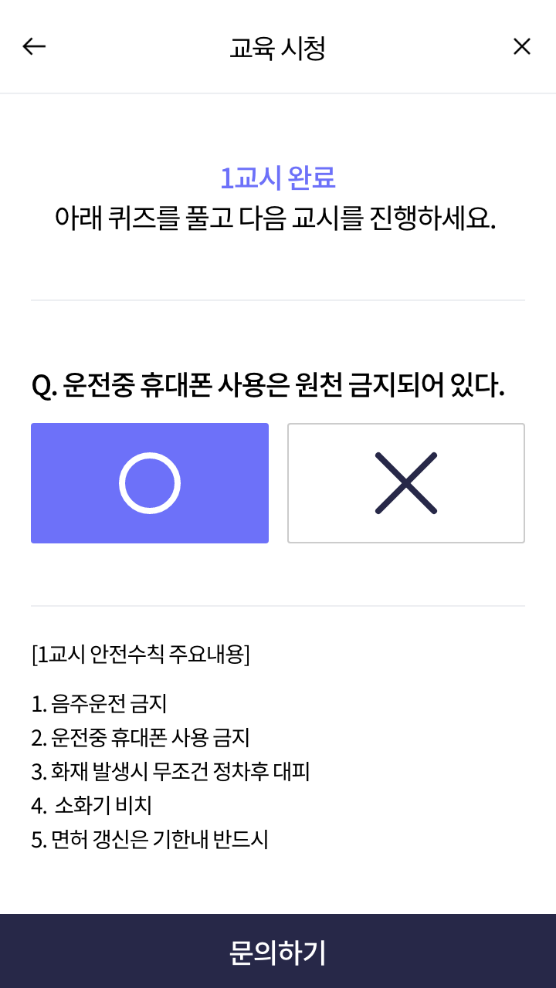 교육 시청
1교시 완료
아래 퀴즈를 풀고 다음 교시를 진행하세요.
Q. 운전중 휴대폰 사용은 원천 금지되어 있다.
[1교시 안전수칙 주요내용]
1. 음주운전 금지
2. 운전중 휴대폰 사용 금지
3. 화재 발생시 무조건 정차후 대피
4. 소화기 비치
5. 면허 갱신은 기한내 반드시
문의하기